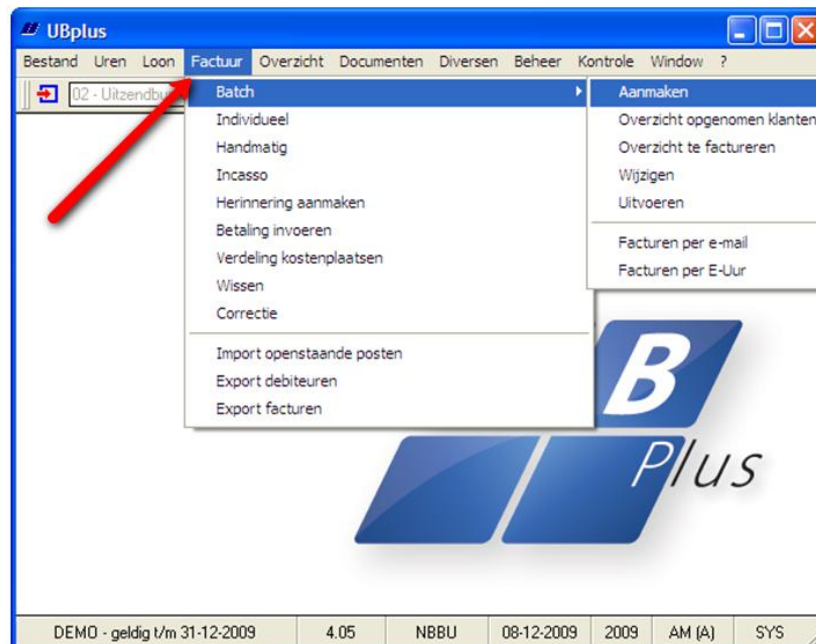 UBplus
Bestand Uren Loon Factuur Overzicht Documenten Diversen Beheer Kontrole Window ?
02 - Uitzendbu
Batch
Individueel
Handmatig
Incasso
Herinnering aanmaken
Betaling invoeren
Verdeling kostenplaatsen
Wissen
Correctie
Import openstaande posten
Export debiteuren
Export facturen
Aanmaken
Overzicht opgenomen klanten
Overzicht te factureren
Wijzigen
Uitvoeren
Facturen per e-mail
Facturen per E-Uur
B
Plus
DEMO - geldig t/m 31-12-2009 4.05 NBBU 08-12-2009 2009 AM (A) SYS